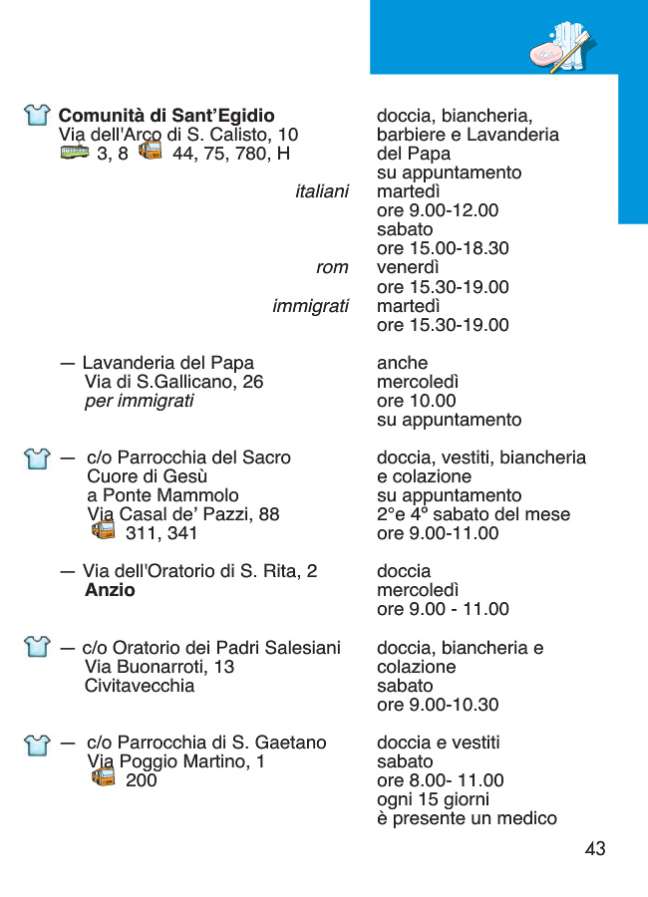 Comunità di Sant'Egidio
Via dell'Arco di S. Calisto, 10
3, 8 44, 75, 780, H
doccia, biancheria,
barbiere e Lavanderia
del Papa
su appuntamento
italiani martedì
ore 9.00-12.00
sabato
ore 15.00-18.30
rom venerdì
ore 15.30-19.00
immigrati martedì
ore 15.30-19.00
— Lavanderia del Papa
Via di S.Gallicano, 26
per immigrati
anche
mercoledì
ore 10.00
su appuntamento
— c/o Parrocchia del Sacro
Cuore di Gesù
a Ponte Mammolo
Via Casal de' Pazzi, 88
311, 341
doccia, vestiti, biancheria
e colazione
su appuntamento
2°e 4º sabato del mese
ore 9.00-11.00
— Via dell'Oratorio di S. Rita, 2
Anzio
doccia
mercoledì
ore 9.00 - 11.00
— c/o Oratorio dei Padri Salesiani
Via Buonarroti, 13
Civitavecchia
doccia, biancheria e
colazione
sabato
ore 9.00-10.30
— c/o Parrocchia di S. Gaetano
Via Poggio Martino, 1
200
doccia e vestiti
sabato
ore 8.00- 11.00
ogni 15 giorni
è presente un medico
43